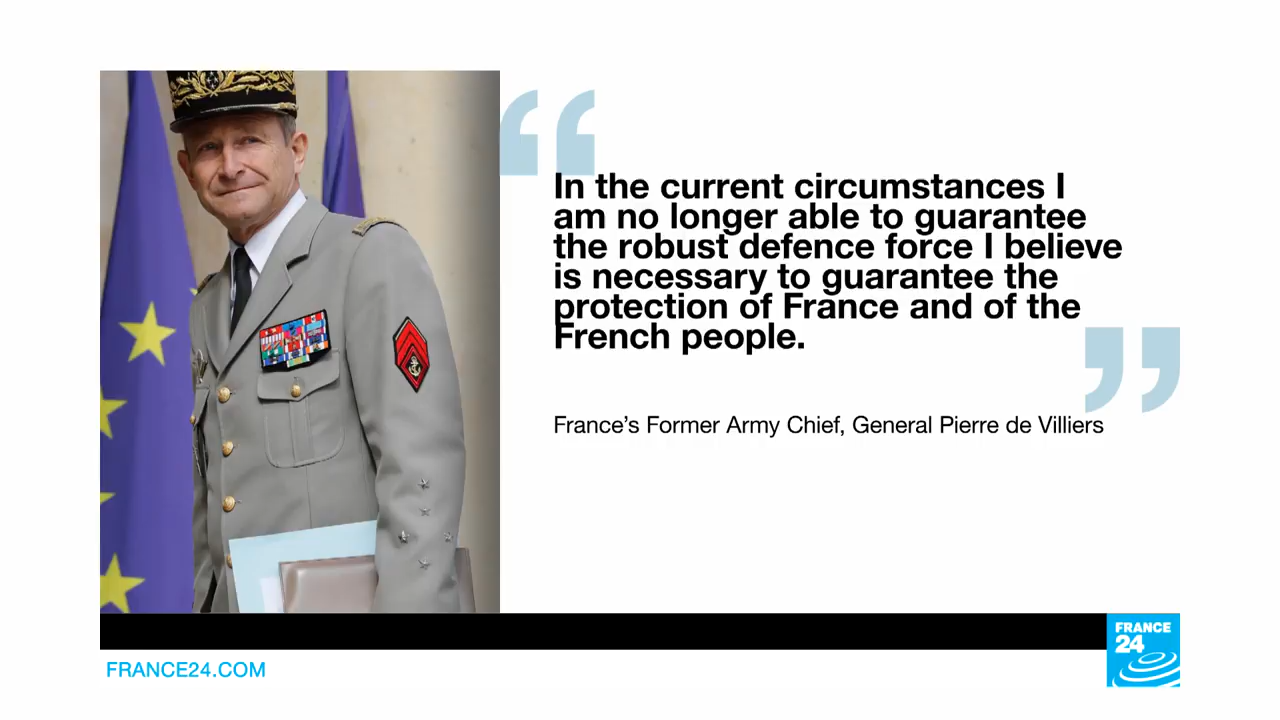 In the current circumstances I
am no longer able to guarantee
the robust defence force I believe
is necessary to guarantee the
protection of France and of the
French people.
France’s Former Army Chief, General Pierre de Villiers
FRANCE
24
FRANCE24.COM